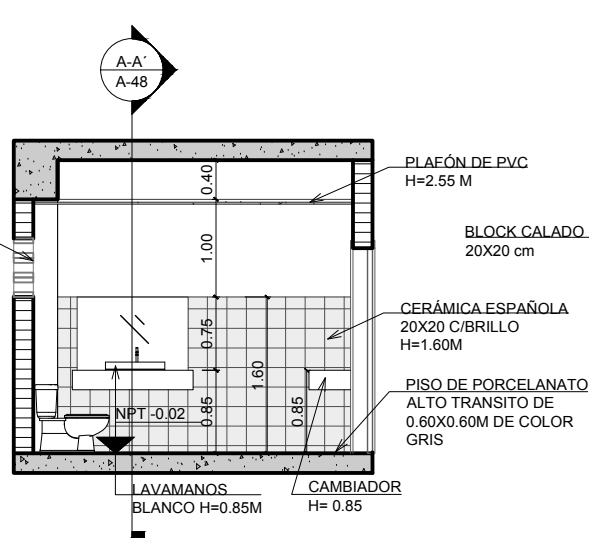 A-A´
A-48
0.40
PLAFÓN DE PVC
H=2.55 M
1.00
BLOCK CALADO
20X20 cm
CERÁMICA ESPAÑOLA
20X20 C/BRILLO
H=1.60M
0.75
1.60
PISO DE PORCELANATO
ALTO TRANSITO DE
0.60X0.60M DE COLOR
GRIS
NPT -0.02
0.85
0.85
LAVAMANOS
BLANCO H=0.85M
CAMBIADOR
H= 0.85